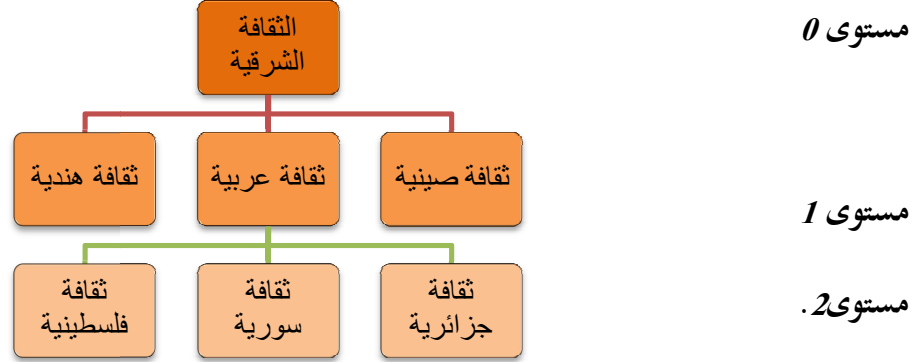 مستوى 0
الثقافة
الشرقية
ثقافة صينية
ثقافة عربية
ثقافة هندية
مستوى 1
مستوى2.
ثقافة
جزائرية
ثقافة
سورية
ثقافة
فلسطينية